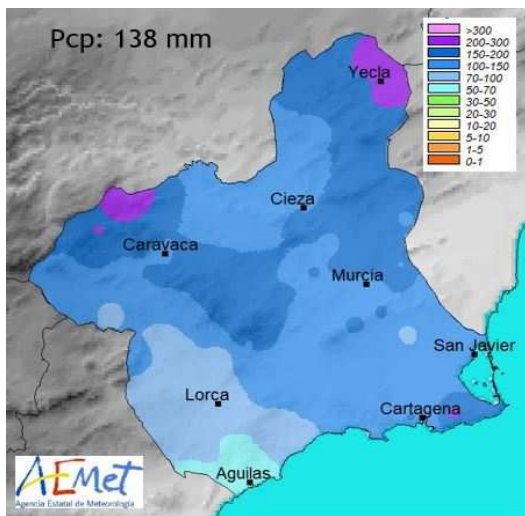 Pcp: 138 mm
>300
200-300
150-200
100-150
70-100
50-70
30-50
20-30
10-20
5-10
1-5
0-1
Yecla
Cieza
Caravaca
Murcia
San Javier
Lorca
Cartagena
Aguilas
AEMet
Agencia Estatal de Meteorología